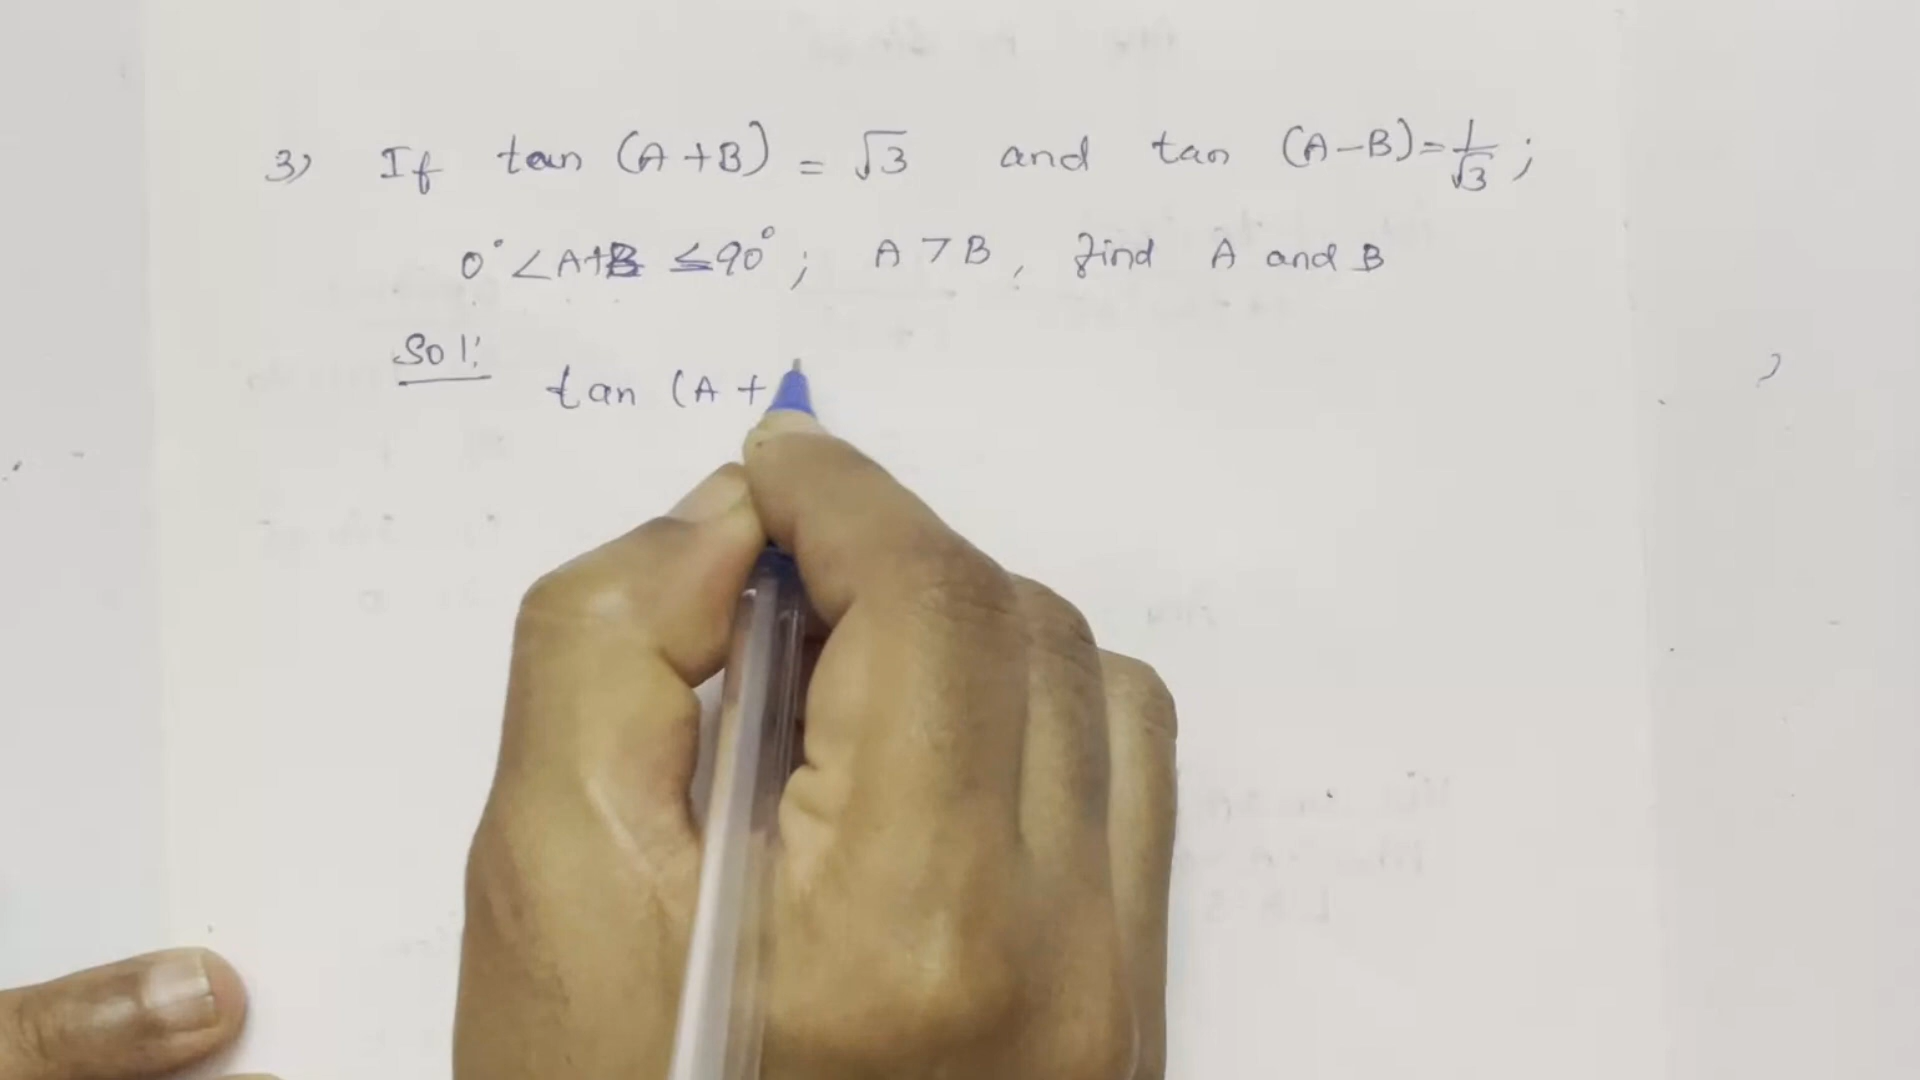 3) If tan (A+B) = √3 and tan (A-B)=1/√3 ;
0° <A+B ≤90° ; A >B , find A and B
Sol:
tan (A +